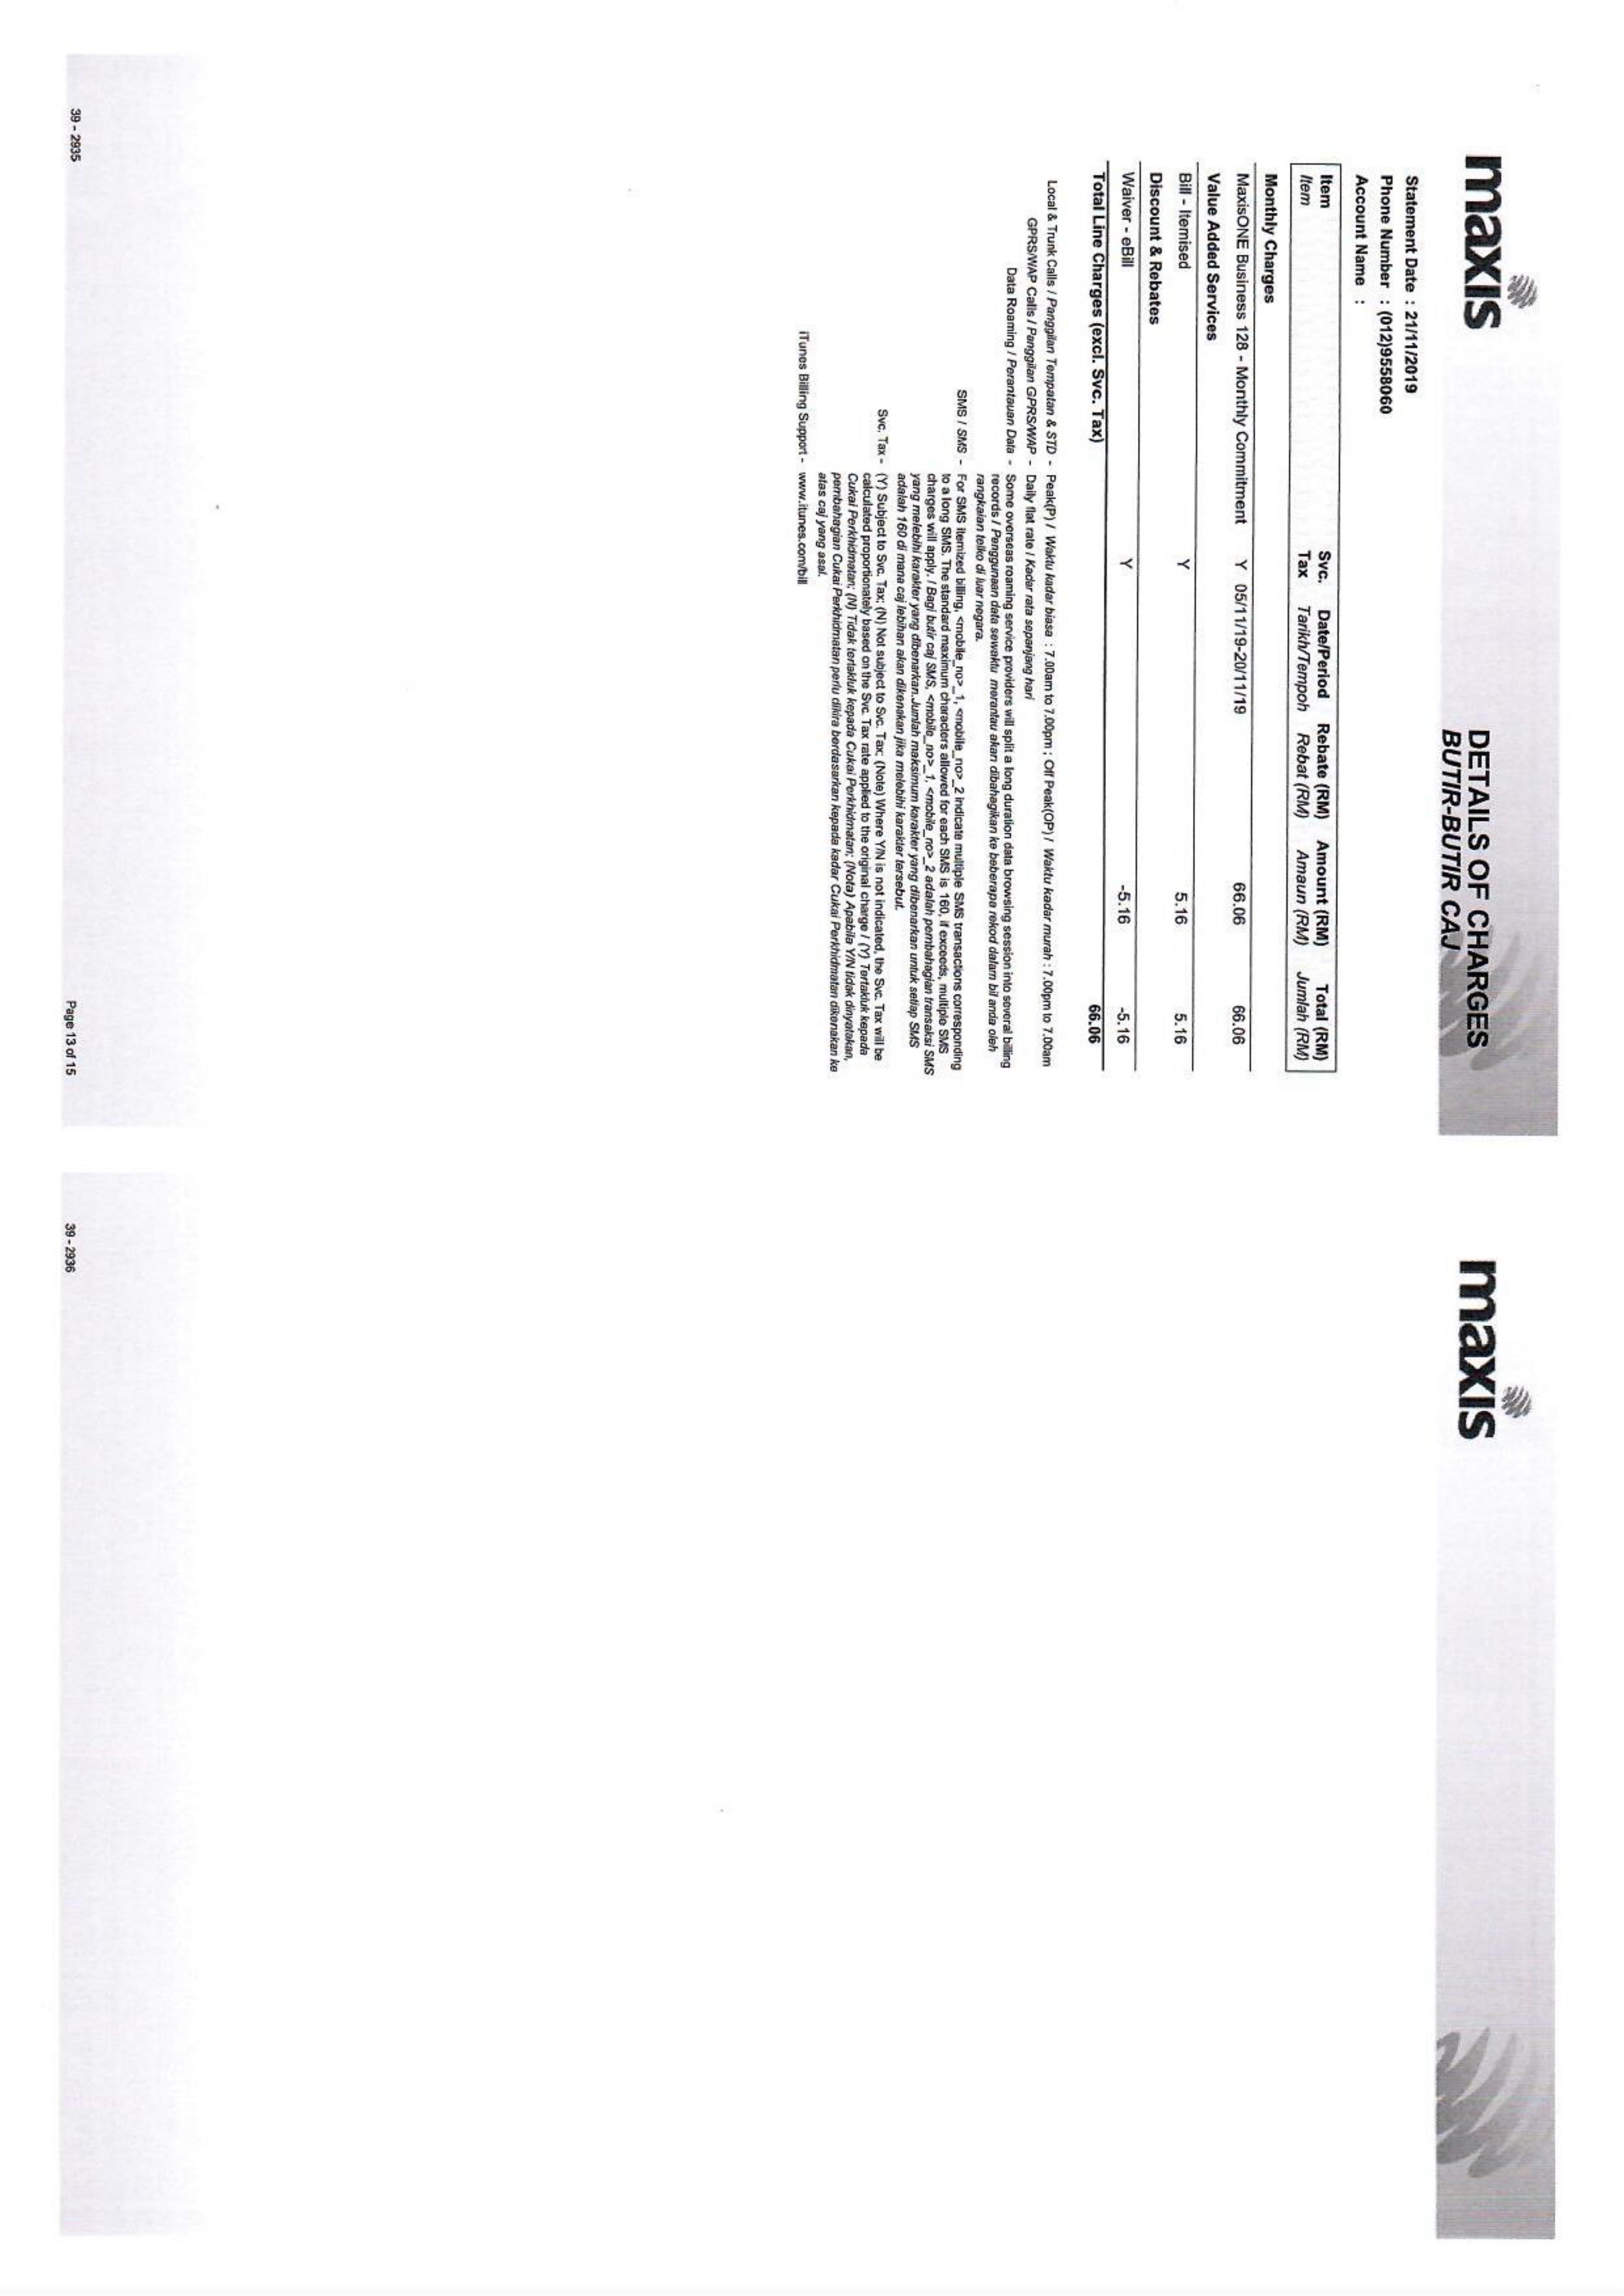 maxis
DETAILS OF CHARGES
BUTIR-BUTIR CAJ
Statement Date : 21/11/2019
Phone Number : (012)9558060
Account Name :
Item Svc. Date/Period Rebate (RM) Amount (RM) Total (RM)
Item Tax Tarikh/Tempoh Rebat (RM) Amaun (RM) Jumlah (RM)
Monthly Charges
MaxisONE Business 128 - Monthly Commitment Y 05/11/19-20/11/19 66.06 66.06
Value Added Services
Bill - Itemised Y 5.16 5.16
Discount & Rebates
Waiver - eBill Y -5.16 -5.16
Total Line Charges (excl. Svc. Tax) 66.06
Local & Trunk Calls / Panggilan Tempatan & STD - Peak(P) / Waktu kadar biasa : 7.00am to 7.00pm ; Off Peak(OP) / Waktu kadar murah : 7.00pm to 7.00am
GPRS/WAP Calls / Panggilan GPRS/WAP - Daily flat rate / Kadar rata sepanjang hari
Data Roaming / Perantauan Data - Some overseas roaming service providers will split a long duration data browsing session into several billing
records / Penggunaan data sewaktu merantau akan dibahagikan ke beberapa rekod dalam bil anda oleh
rangkaian telko di luar negara.
SMS / SMS - For SMS itemized billing, <mobile_no>_1, <mobile_no>_2 indicate multiple SMS transactions corresponding
to a long SMS. The standard maximum characters allowed for each SMS is 160, if exceeds, multiple SMS
charges will apply. / Bagi butir caj SMS, <mobile_no>_1, <mobile_no>_2 adalah pembahagian transaksi SMS
yang melebihi karakter yang dibenarkan.Jumlah maksimum karakter yang dibenarkan untuk setiap SMS
adalah 160 di mana caj lebihan akan dikenakan jika melebihi karakter tersebut.
Svc. Tax - (Y) Subject to Svc. Tax; (N) Not subject to Svc. Tax; (Note) Where Y/N is not indicated, the Svc. Tax will be
calculated proportionately based on the Svc. Tax rate applied to the original charge / (Y) Tertakluk kepada
Cukai Perkhidmatan; (N) Tidak tertakluk kepada Cukai Perkhidmatan; (Nota) Apabila Y/N tidak dinyatakan,
pembahagian Cukai Perkhidmatan perlu dikira berdasarkan kepada kadar Cukai Perkhidmatan dikenakan ke
atas caj yang asal.
iTunes Billing Support - www.itunes.com/bill
39 - 2935 Page 13 of 15
maxis
39 - 2936